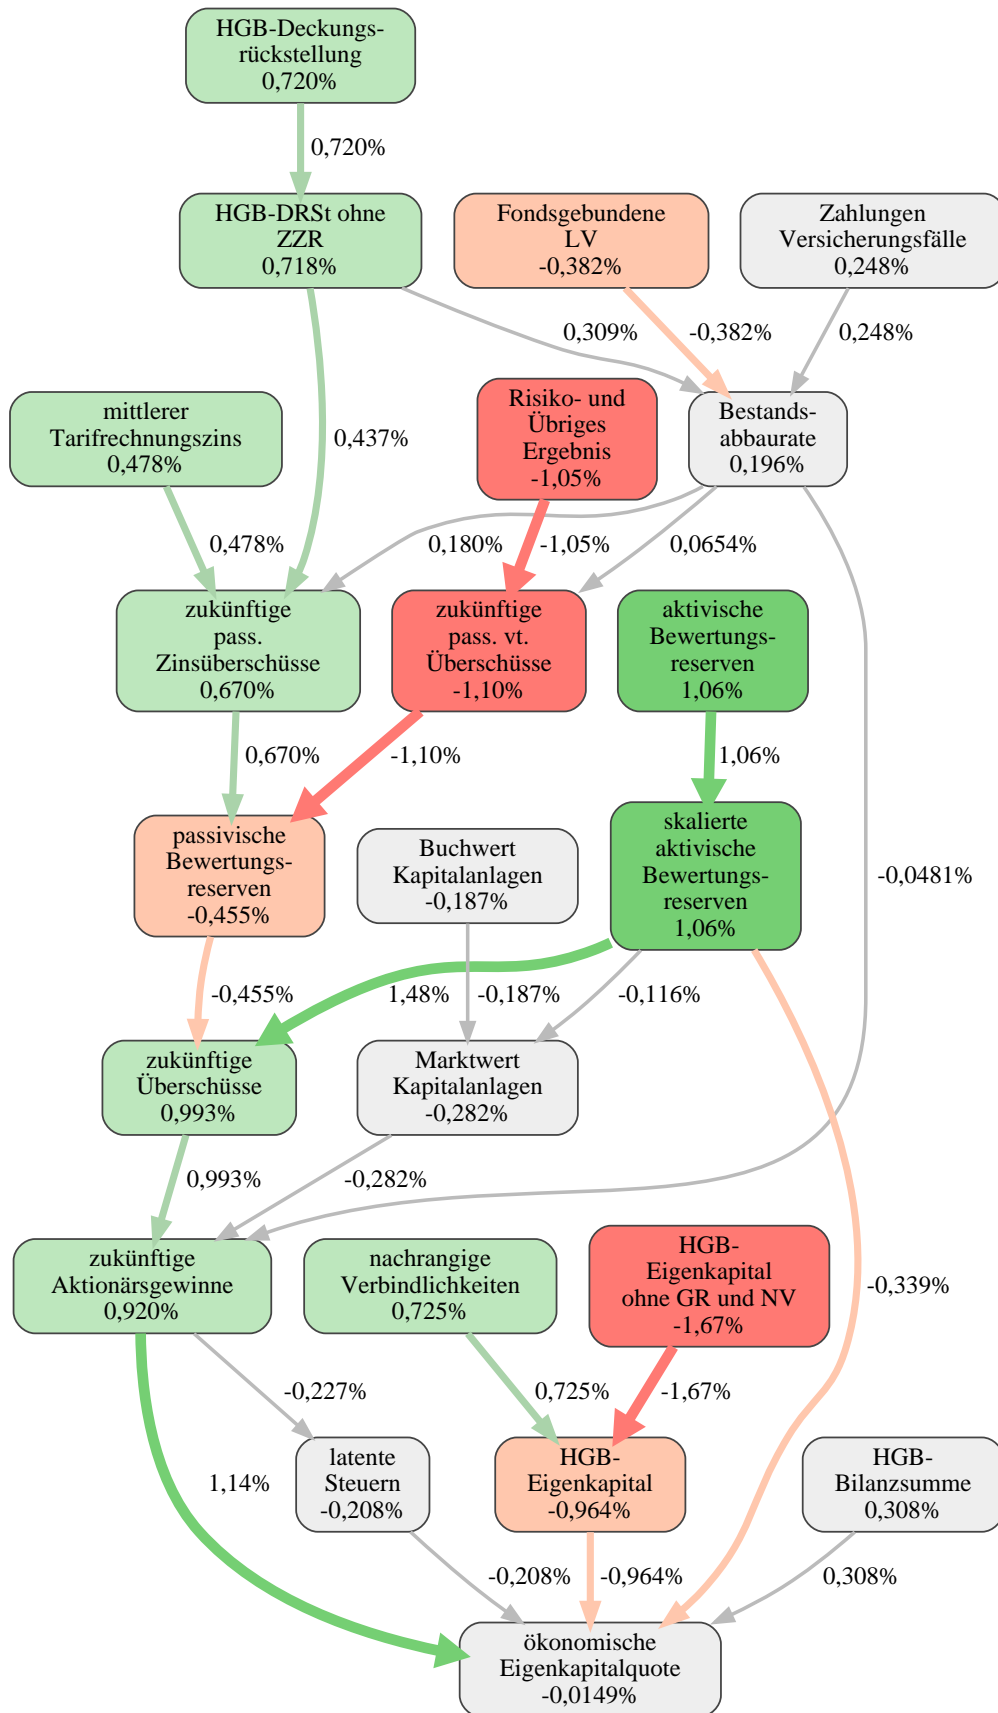 HGB-Deckungs-
rückstellung
0,720%
0,720%
HGB-DRSt ohne
ZZR
0,718%
Fondsgebundene
LV
-0,382%
Zahlungen
Versicherungsfälle
0,248%
0,309%
-0,382%
0,248%
mittlerer
Tarifrechnungszins
0,478%
0,437%
Risiko- und
Übriges
Ergebnis
-1,05%
Bestands-
abbaurate
0,196%
0,478%
0,180%
-1,05%
0,0654%
zukünftige
pass.
Zinsüberschüsse
0,670%
zukünftige
pass. vt.
Überschüsse
-1,10%
aktivische
Bewertungs-
reserven
1,06%
0,670%
-1,10%
1,06%
passivische
Bewertungs-
reserven
-0,455%
Buchwert
Kapitalanlagen
-0,187%
skalierte
aktivische
Bewertungs-
reserven
1,06%
-0,0481%
-0,455%
1,48%
-0,187%
-0,116%
zukünftige
Überschüsse
0,993%
Marktwert
Kapitalanlagen
-0,282%
0,993%
-0,282%
zukünftige
Aktionärsgewinne
0,920%
nachrangige
Verbindlichkeiten
0,725%
HGB-
Eigenkapital
ohne GR und NV
-1,67%
-0,339%
-0,227%
0,725%
-1,67%
1,14%
latente
Steuern
-0,208%
HGB-
Eigenkapital
-0,964%
HGB-
Bilanzsumme
0,308%
-0,208%
-0,964%
0,308%
ökonomische
Eigenkapitalquote
-0,0149%